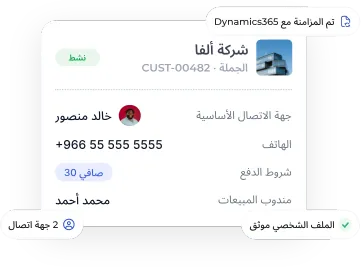 تم المزامنة مع Dynamics365
شركة ألفا
نشط
الجملة · CUST-00482
جهة الاتصال الأساسية
خالد منصور
الهاتف
+966 55 555 5555
شروط الدفع
صافي 30
مندوب المبيعات
محمد أحمد
الملف الشخصي موثق
2 جهة اتصال